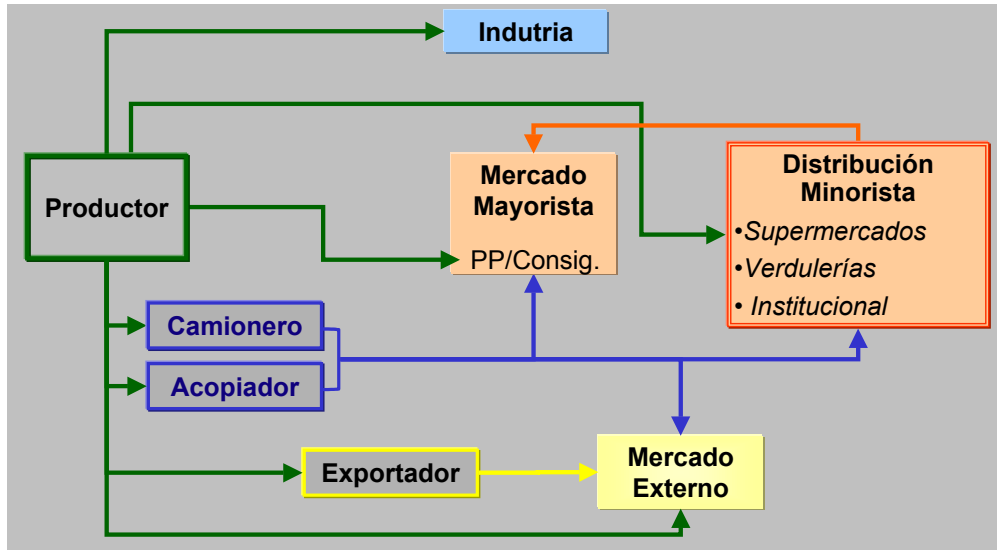 Indutria
Productor
Mercado
Mayorista
PP/Consig.
Distribución
Minorista
•Supermercados
•Verdulerías
• Institucional
Camionero
Acopiador
Exportador
Mercado
Externo